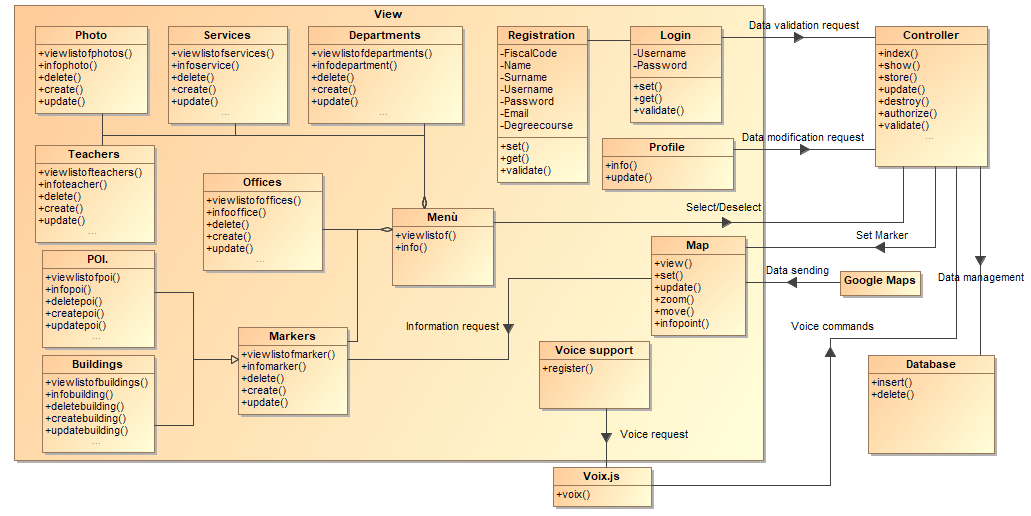 View
Photo
+viewlistofphotos()
+infophoto()
+delete()
+create()
+update()
Services
+viewlistofservices()
+infoservice()
+delete()
+create()
+update()
...
Departments
+viewlistofdepartments()
+infodepartment()
+delete()
+create()
+update()
...
Registration
-FiscalCode
-Name
-Surname
-Username
-Password
-Email
-Degreecourse
+set()
+get()
+validate()
Login
-Username
-Password
+set()
+get()
+validate()
Data validation request
Controller
+index()
+show()
+store()
+update()
+destroy()
+authorize()
+validate()
...
Data modification request
Profile
+info()
+update()
Teachers
+viewlistofteachers()
+infoteacher()
+delete()
+create()
+update()
...
Offices
+viewlistofoffices()
+infooffice()
+delete()
+create()
+update()
...
Menù
+viewlistof()
+info()
Select/Deselect
Set Marker
Map
+view()
+set()
+update()
+zoom()
+move()
+infopoint()
Data sending
Google Maps
Data management
POI.
+viewlistofpoi()
+infopoi()
+deletepoi()
+createpoi()
+updatepoi()
...
Information request
Voice commands
Markers
+viewlistofmarker()
+infomarker()
+delete()
+create()
+update()
Voice support
+register()
Buildings
+viewlistofbuildings()
+infobuilding()
+deletebuilding()
+createbuilding()
+updatebuilding()
...
Database
+insert()
+delete()
Voice request
Voix.js
+voix()